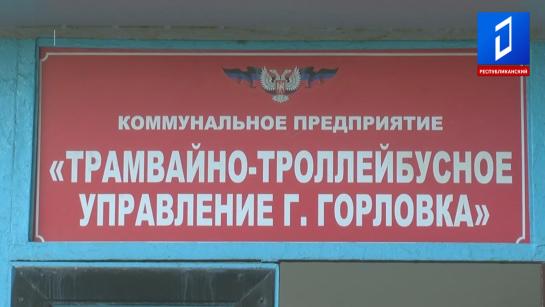 РЕСПУБЛИКАНСКИЙ
КОММУНАЛЬНОЕ ПРЕДПРИЯТИЕ
«ТРАМВАЙНО-ТРОЛЛЕЙБУСНОЕ
УПРАВЛЕНИЕ Г. ГОРЛОВКА»